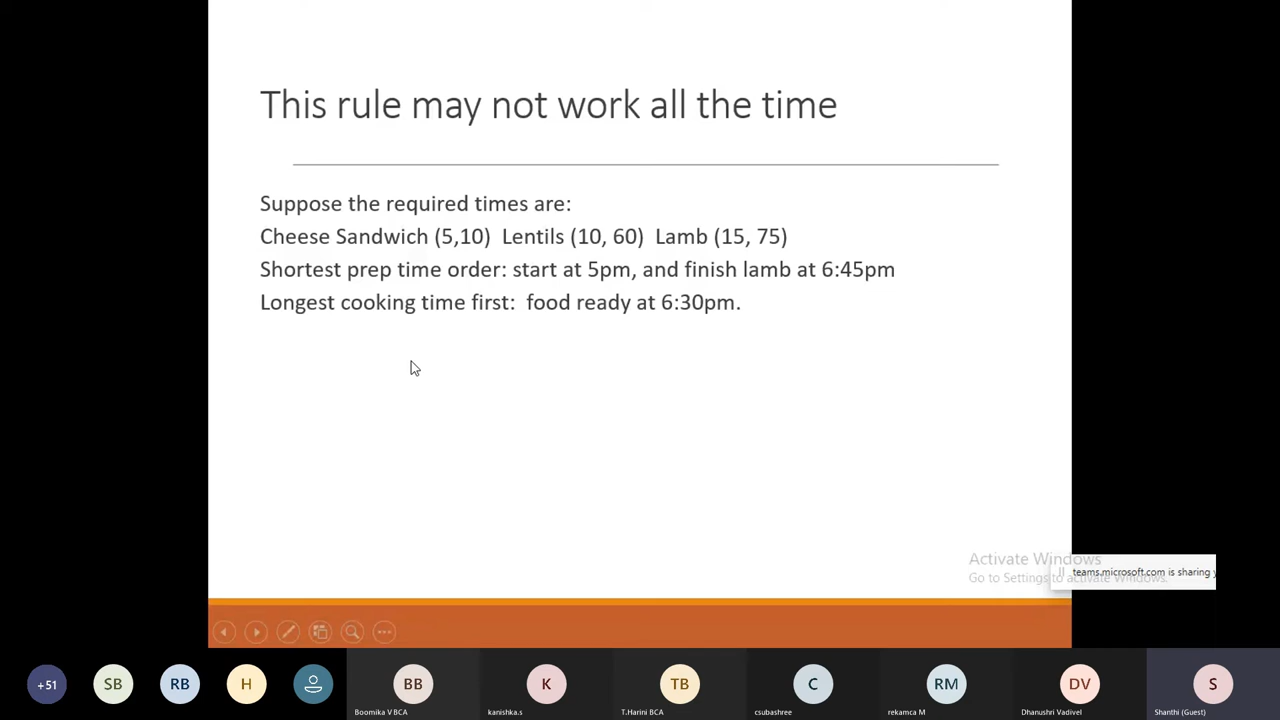 This rule may not work all the time
Suppose the required times are:
Cheese Sandwich (5,10) Lentils (10, 60) Lamb (15, 75)
Shortest prep time order: start at 5pm, and finish lamb at 6:45pm
Longest cooking time first: food ready at 6:30pm.
Activate Windows
Go to Settings to activate Windows.
teams.microsoft.com is sharing y
+51
SB
RB
H
BB
K
TB
C
RM
DV
S
Boomika V BCA
kanishka.s
T.Harini BCA
csubashree
rekamca M
Dhanushri Vadivel
Shanthi (Guest)